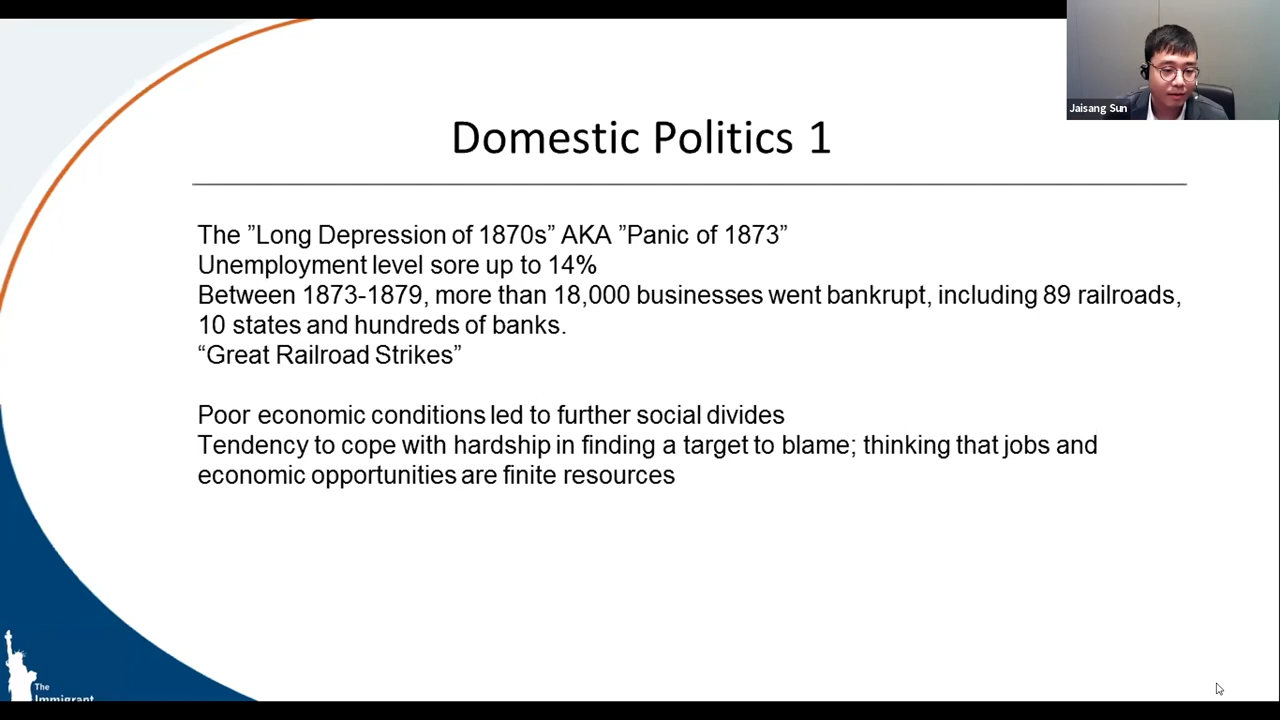 Jaisang Sun
Domestic Politics 1
The ”Long Depression of 1870s” AKA ”Panic of 1873”
Unemployment level sore up to 14%
Between 1873-1879, more than 18,000 businesses went bankrupt, including 89 railroads,
10 states and hundreds of banks.
“Great Railroad Strikes”
Poor economic conditions led to further social divides
Tendency to cope with hardship in finding a target to blame; thinking that jobs and
economic opportunities are finite resources
The
Immigrant